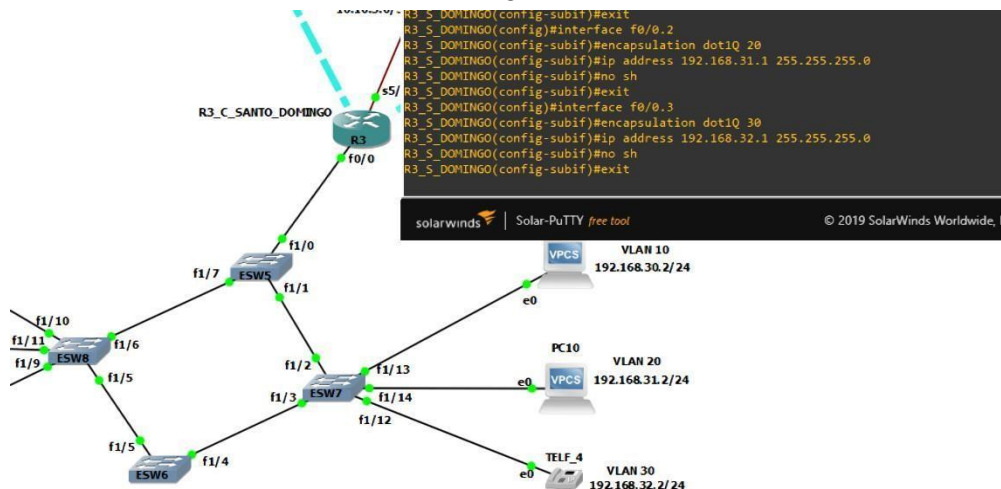 R3_S_DOMINGO(config-subif)#exit
R3_S_DOMINGO(config)#interface f0/0.2
R3_S_DOMINGO(config-subif)#encapsulation dot1Q 20
R3_S_DOMINGO(config-subif)#ip address 192.168.31.1 255.255.255.0
R3_S_DOMINGO(config-subif)#no sh
R3_S_DOMINGO(config-subif)#exit
R3_S_DOMINGO(config)#interface f0/0.3
R3_S_DOMINGO(config-subif)#encapsulation dot1Q 30
R3_S_DOMINGO(config-subif)#ip address 192.168.32.1 255.255.255.0
R3_S_DOMINGO(config-subif)#no sh
R3_S_DOMINGO(config-subif)#exit
solarwinds | Solar-PuTTY free tool © 2019 SolarWinds Worldwide,
s5/
R3_C_SANTO_DOMINGO
R3
f0/0
f1/0
f1/7
ESW5
f1/1
VPCS
VLAN 10
192.168.30.2/24
e0
f1/10
f1/11
f1/9
ESW8
f1/6
f1/5
f1/2
f1/13
ESW7
f1/3
f1/14
f1/12
PC10
VLAN 20
e0
VPCS
192.168.31.2/24
f1/5
f1/4
ESW6
TELF_4
e0
VLAN 30
192.168.32.2/24